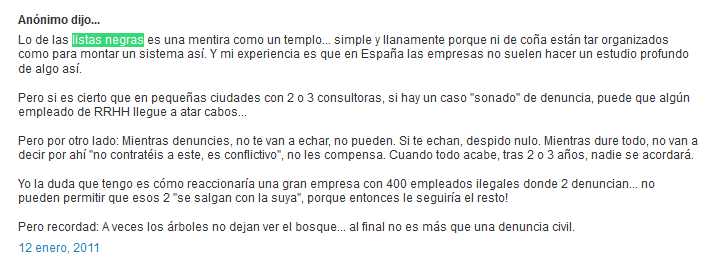 Anónimo dijo...
Lo de las listas negras es una mentira como un templo... simple y llanamente porque ni de coña están tar organizados
como para montar un sistema así. Y mi experiencia es que en España las empresas no suelen hacer un estudio profundo
de algo así.
Pero si es cierto que en pequeñas ciudades con 2 o 3 consultoras, si hay un caso "sonado" de denuncia, puede que algún
empleado de RRHH llegue a atar cabos...
Pero por otro lado: Mientras denuncies, no te van a echar, no pueden. Si te echan, despido nulo. Mientras dure todo, no van a
decir por ahí "no contratéis a este, es conflictivo", no les compensa. Cuando todo acabe, tras 2 o 3 años, nadie se acordará.
Yo la duda que tengo es cómo reaccionaría una gran empresa con 400 empleados ilegales donde 2 denuncian... no
pueden permitir que esos 2 "se salgan con la suya", porque entonces le seguiría el resto!
Pero recordad: A veces los árboles no dejan ver el bosque... al final no es más que una denuncia civil.
12 enero, 2011